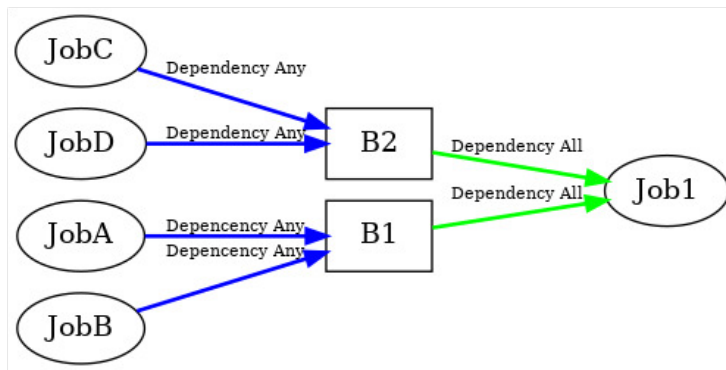 JobC
Dependency Any
JobD
Dependency Any
B2
Dependency All
Job1
JobA
Depencency Any
B1
Dependency All
Depencency Any
JobB